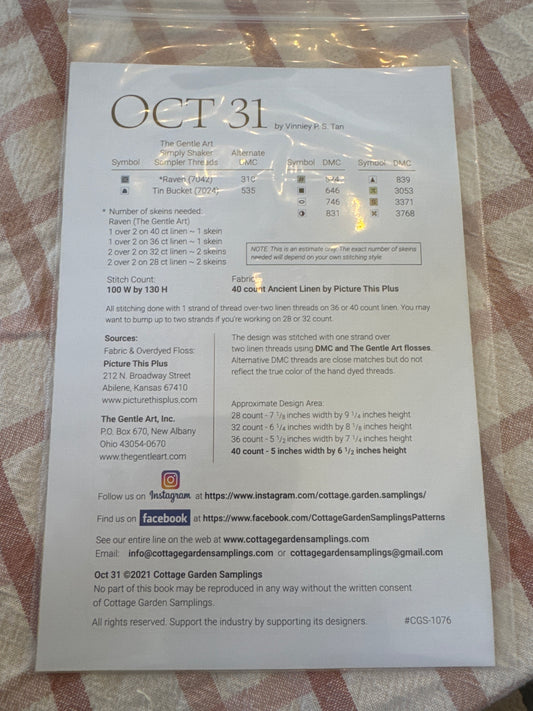 OCT 31 by Vinniey P. S. Tan
The Gentle Art
Simply Shaker Alternate
Symbol Sampler Threads DMC Symbol DMC Symbol DMC
*Raven (7042) 310 839
Tin Bucket (7024) 535 646 3053
746 3371
831 3768
* Number of skeins needed:
Raven (The Gentle Art)
1 over 2 on 40 ct linen ~ 1 skein
1 over 2 on 36 ct linen ~ 1 skein
2 over 2 on 32 ct linen ~ 2 skeins
2 over 2 on 28 ct linen ~ 2 skeins
NOTE: This is an estimate only. The exact number of skeins
needed will depend on your own stitching style.
Stitch Count:
100 W by 130 H
Fabric:
40 count Ancient Linen by Picture This Plus
All stitching done with 1 strand of thread over-two linen threads on 36 or 40 count linen. You may
want to bump up to two strands if you're working on 28 or 32 count.
Sources:
Fabric & Overdyed Floss:
Picture This Plus
212 N. Broadway Street
Abilene, Kansas 67410
www.picturethisplus.com
The Gentle Art, Inc.
P.O. Box 670, New Albany
Ohio 43054-0670
www.thegentleart.com
The design was stitched with one strand over
two linen threads using DMC and The Gentle Art flosses.
Alternative DMC threads are close matches but do not
reflect the true color of the hand dyed threads.
Approximate Design Area:
28 count - 7 1/8 inches width by 9 1/4 inches height
32 count - 6 1/4 inches width by 8 1/8 inches height
36 count - 5 1/2 inches width by 7 1/4 inches height
40 count - 5 inches width by 6 1/2 inches height
Follow us on Instagram at https://www.instagram.com/cottage.garden.samplings/
Find us on facebook at https://www.facebook.com/CottageGardenSamplingsPatterns
See our entire line on the web at www.cottagegardensamplings.com
Email: info@cottagegardensamplings.com or cottagegardensamplings@gmail.com
Oct 31 ©2021 Cottage Garden Samplings
No part of this book may be reproduced in any way without the written consent
of Cottage Garden Samplings.
All rights reserved. Support the industry by supporting its designers. #CGS-1076